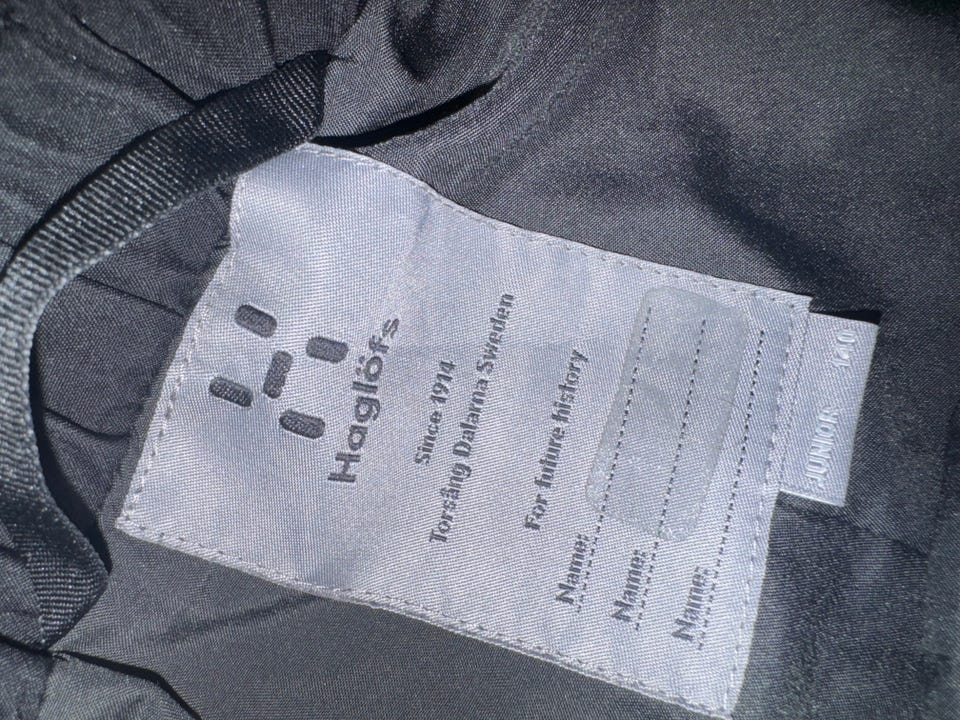 Haglöfs
Since 1914
Torsång Dalarna Sweden
For future history
Name:
Name:
Name:
JUNIOR 140